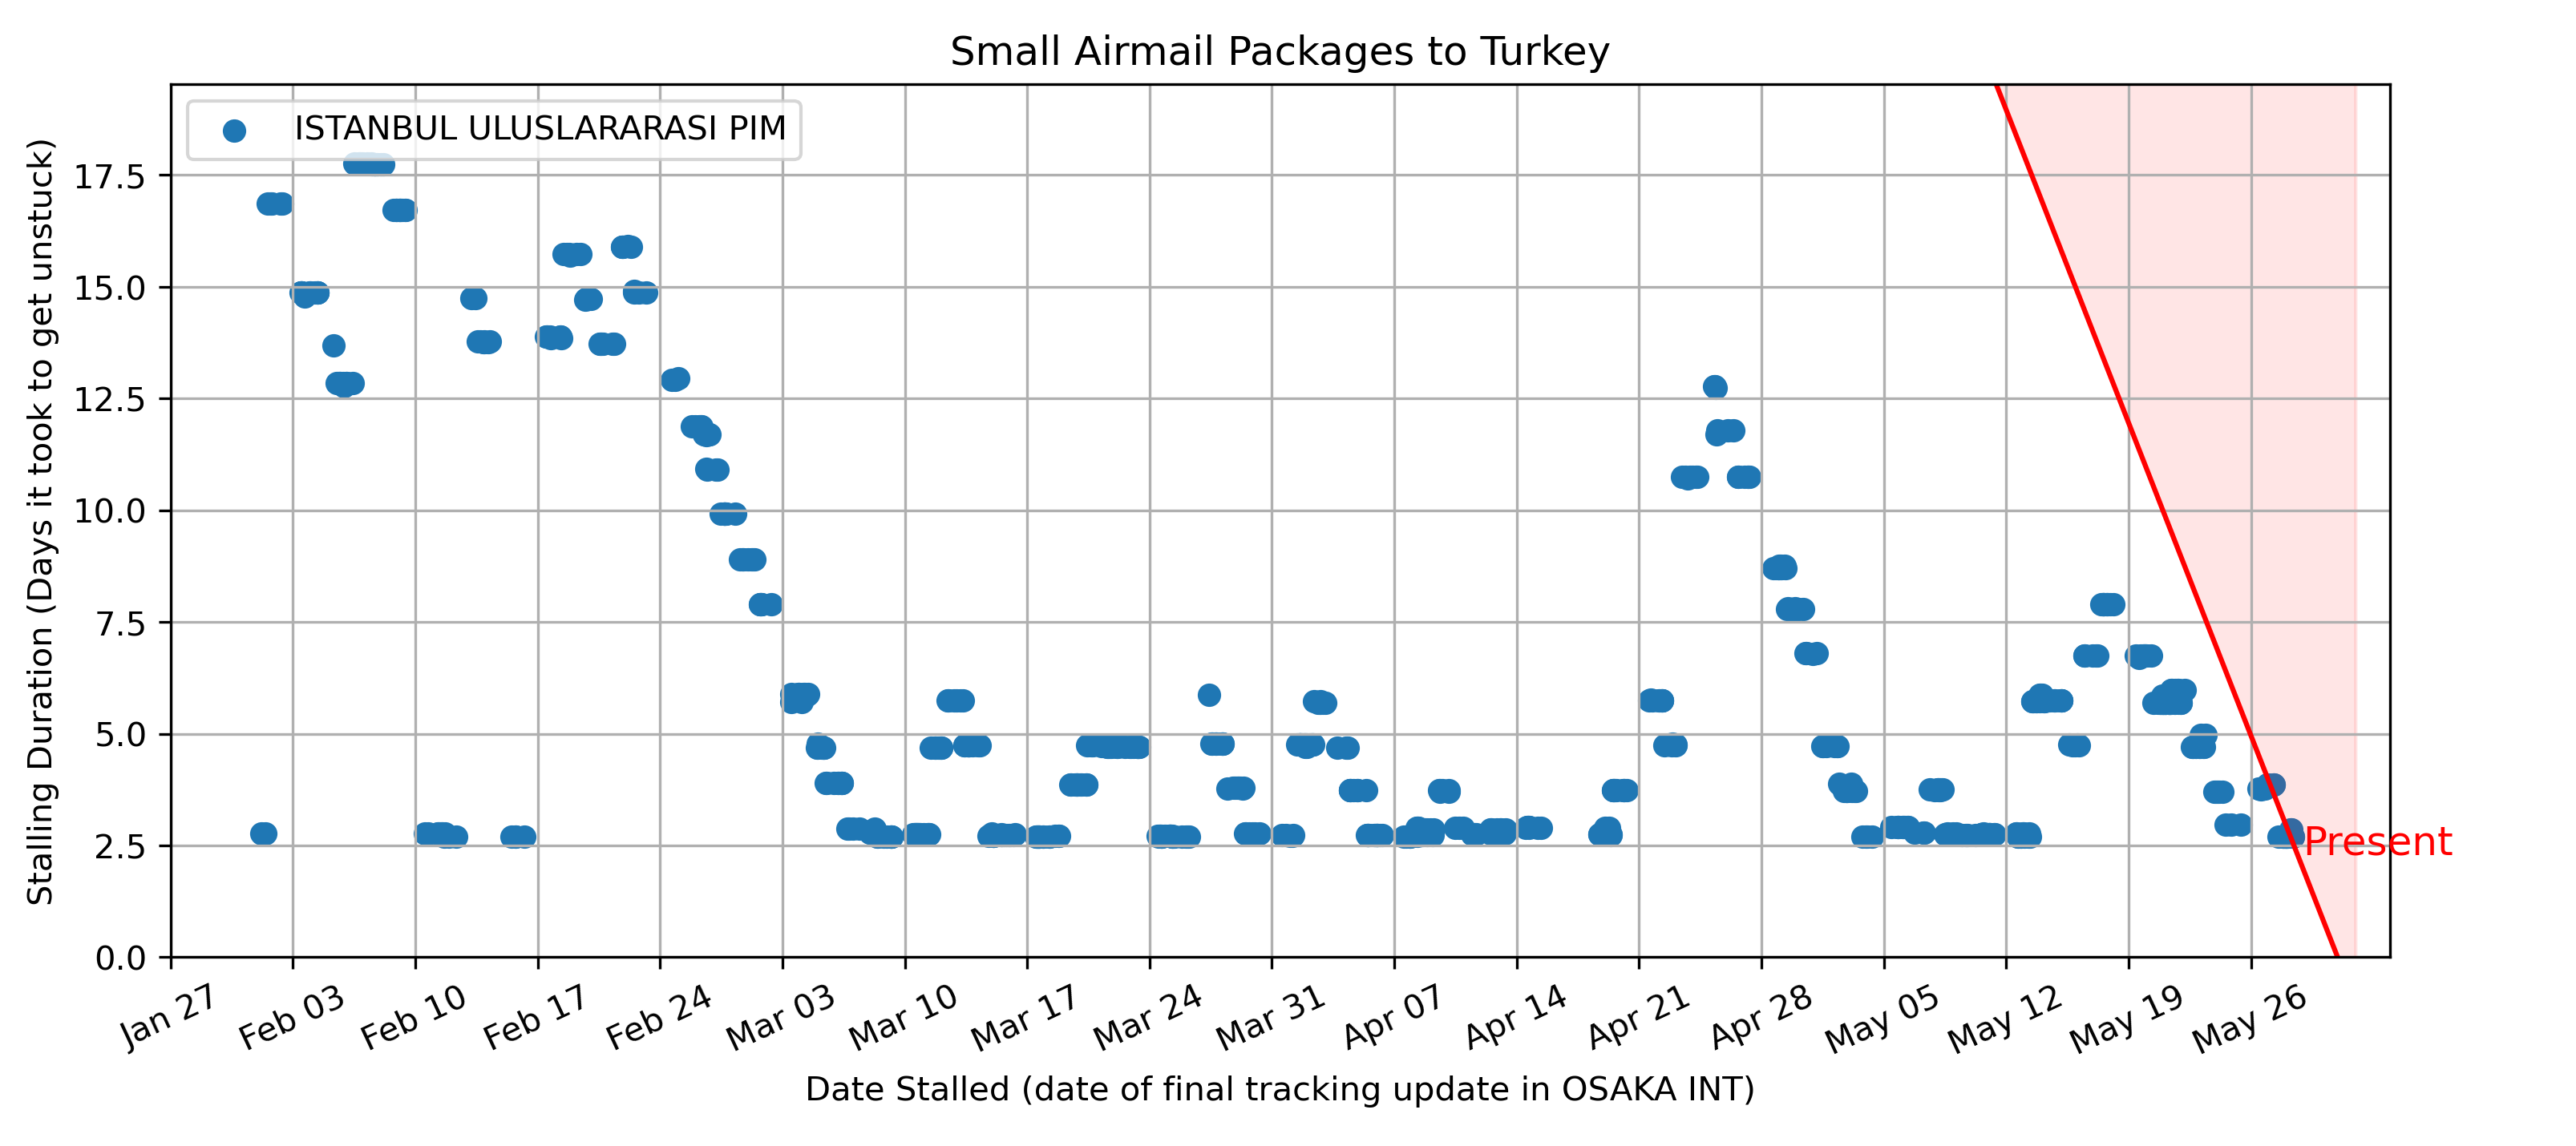 Small Airmail Packages to Turkey
ISTANBUL ULUSLARARASI PIM
Stalling Duration (Days it took to get unstuck)
17.5
15.0
12.5
10.0
7.5
5.0
2.5
0.0
Present
Jan 27
Feb 03
Feb 10
Feb 17
Feb 24
Mar 03
Mar 10
Mar 17
Mar 24
Mar 31
Apr 07
Apr 14
Apr 21
Apr 28
May 05
May 12
May 19
May 26
Date Stalled (date of final tracking update in OSAKA INT)